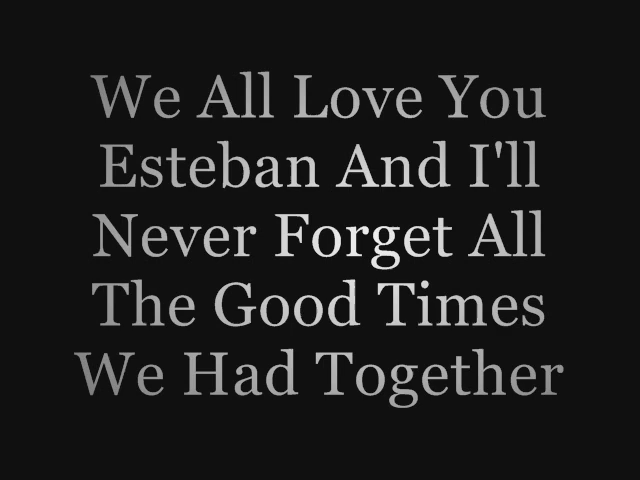 We All Love You
Esteban And I'll
Never Forget All
The Good Times
We Had Together